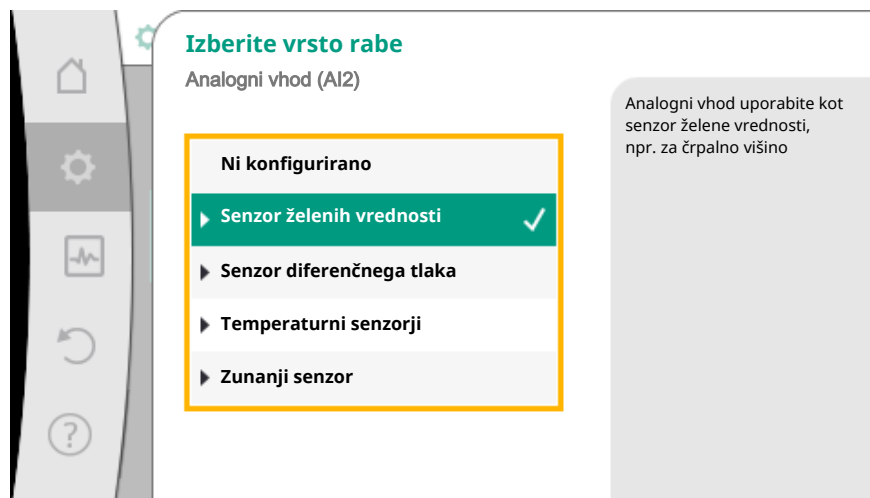 Izberite vrsto rabe
Analogni vhod (AI2)
Ni konfigurirano
Senzor želenih vrednosti
Senzor diferenčnega tlaka
Temperaturni senzorji
Zunanji senzor
Analogni vhod uporabite kot
senzor želene vrednosti,
npr. za črpalno višino
?